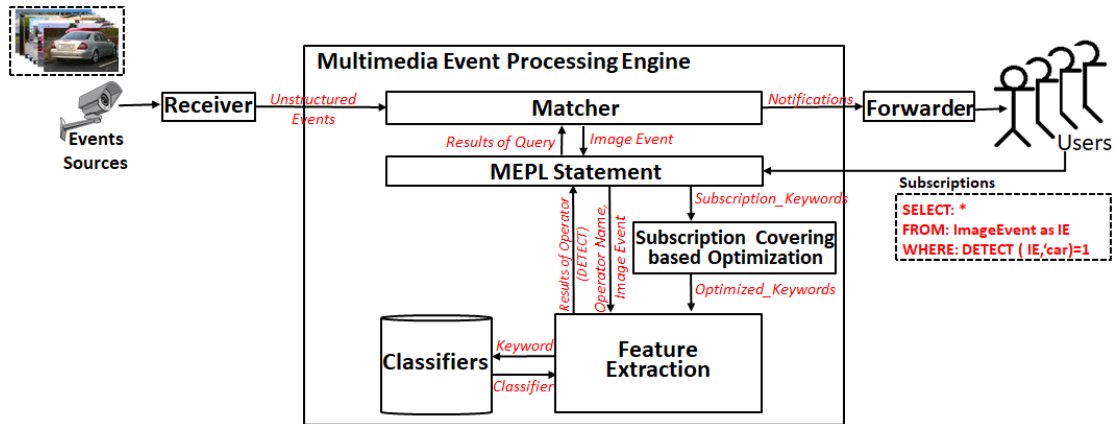 Multimedia Event Processing Engine
Receiver
Unstructured
Events
Matcher
Notifications
Forwarder
Events
Sources
Users
Results of Query
Image Event
MEPL Statement
Subscriptions
SELECT: *
FROM: ImageEvent as IE
WHERE: DETECT ( IE,‘car)=1
Results of Operator
(DETECT)
Operator Name,
Image Event
Subscription_Keywords
Subscription Covering
based Optimization
Optimized_Keywords
Classifiers
Keyword
Classifier
Feature
Extraction